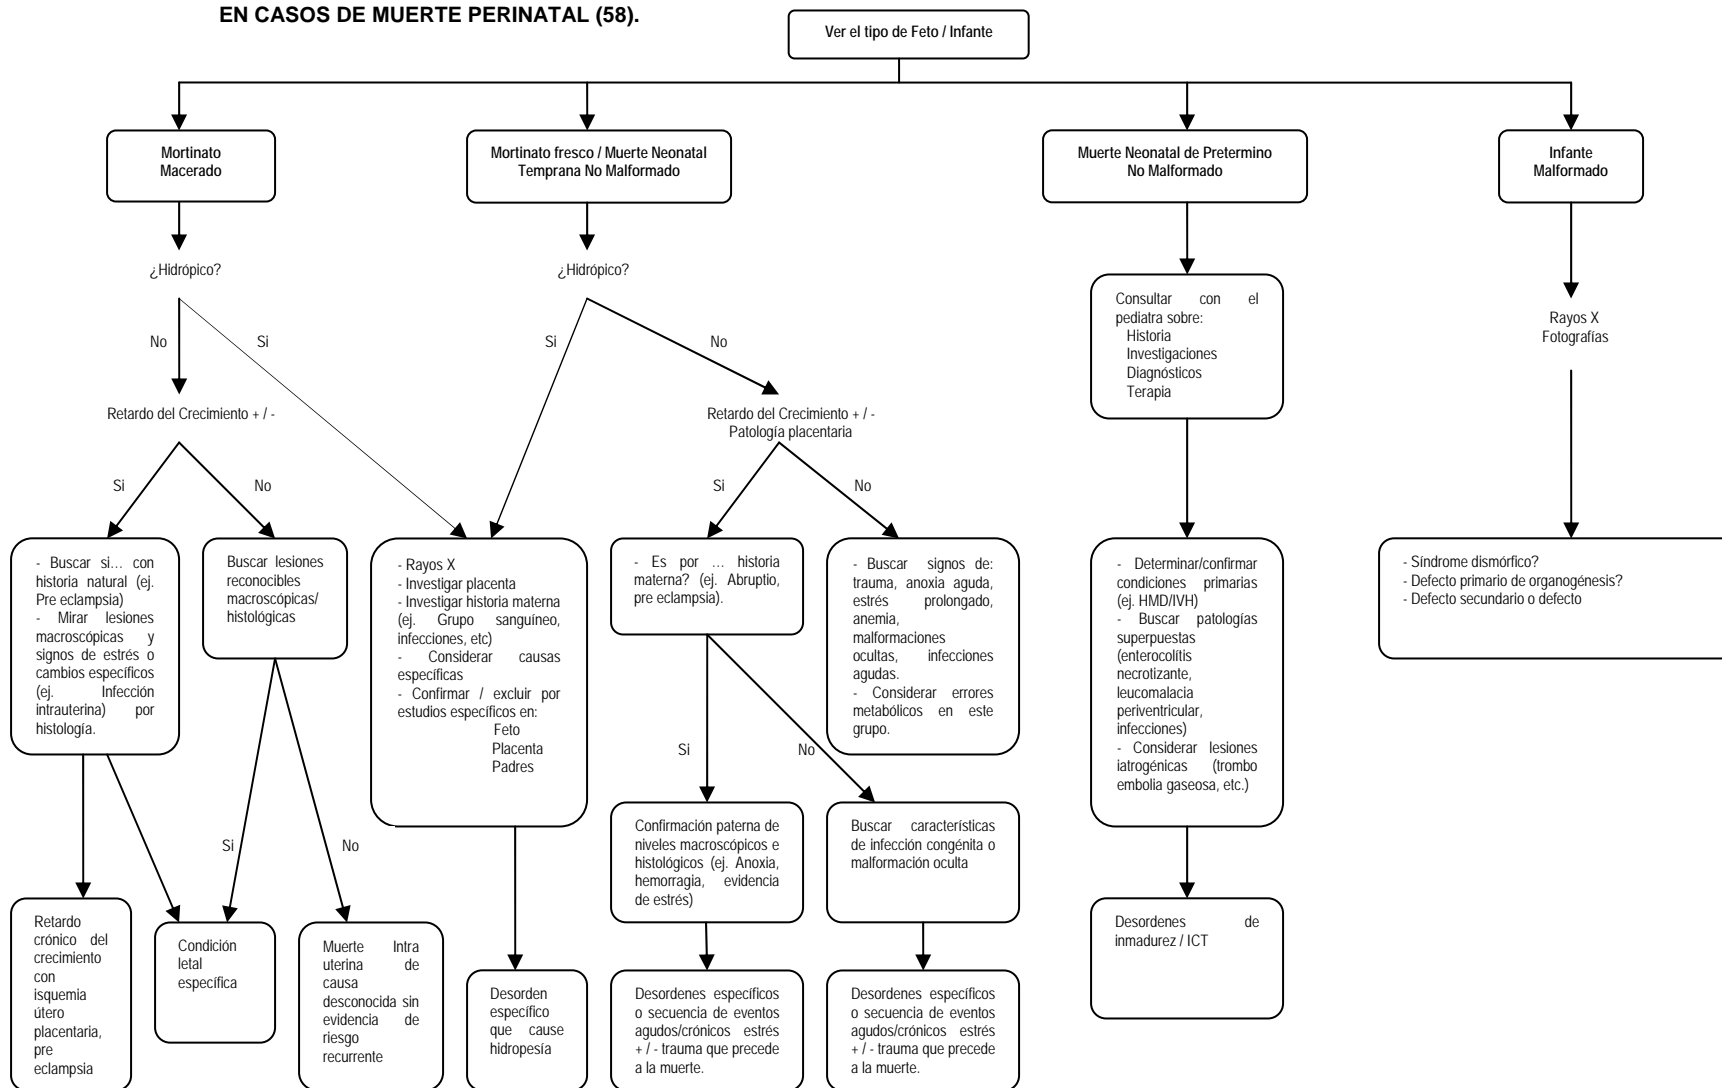 EN CASOS DE MUERTE PERINATAL (58).
Ver el tipo de Feto / Infante
Mortinato
Macerado
Mortinato fresco / Muerte Neonatal
Temprana No Malformado
Muerte Neonatal de Pretermino
No Malformado
Infante
Malformado
¿Hidrópico?
¿Hidrópico?
Consultar con el
pediatra sobre:
Historia
Investigaciones
Diagnósticos
Terapia
Rayos X
Fotografías
No
Si
Si
No
Retardo del Crecimiento + / -
Retardo del Crecimiento + / -
Patología placentaria
Si
No
Si
No
- Buscar si... con
historia natural (ej.
Pre eclampsia)
- Mirar lesiones
macroscópicas y
signos de estrés o
cambios específicos
(ej. Infección
intrauterina) por
histología.
Buscar lesiones
reconocibles
macroscópicas/
histológicas
- Rayos X
- Investigar placenta
- Investigar historia materna
(ej. Grupo sanguíneo,
infecciones, etc)
- Considerar causas
específicas
- Confirmar / excluir por
estudios específicos en:
Feto
Placenta
Padres
- Es por ... historia
materna? (ej. Abruptio,
pre eclampsia).
- Buscar signos de:
trauma, anoxia aguda,
estrés prolongado,
anemia,
malformaciones
ocultas, infecciones
agudas.
- Considerar errores
metabólicos en este
grupo.
- Determinar/confirmar
condiciones primarias
(ej. HMD/IVH)
- Buscar patologías
superpuestas
(enterocolítis
necrotizante,
leucomalacia
periventricular,
infecciones)
- Considerar lesiones
iatrogénicas (trombo
embolia gaseosa, etc.)
- Síndrome dismórfico?
- Defecto primario de organogénesis?
- Defecto secundario o defecto
Si
No
Si
No
Confirmación paterna de
niveles macroscópicos e
histológicos (ej. Anoxia,
hemorragia, evidencia
de estrés)
Buscar características
de infección congénita o
malformación oculta
Retardo
crónico del
crecimiento
con
isquemia
útero
placentaria,
pre
eclampsia
Condición
letal
específica
Muerte Intra
uterina de
causa
desconocida sin
evidencia de
riesgo
recurrente
Desorden
específico
que cause
hidropesía
Desordenes específicos
o secuencia de eventos
agudos/crónicos estrés
+ / - trauma que precede
a la muerte.
Desordenes específicos
o secuencia de eventos
agudos/crónicos estrés
+ / - trauma que precede
a la muerte.
Desordenes de
inmadurez / ICT